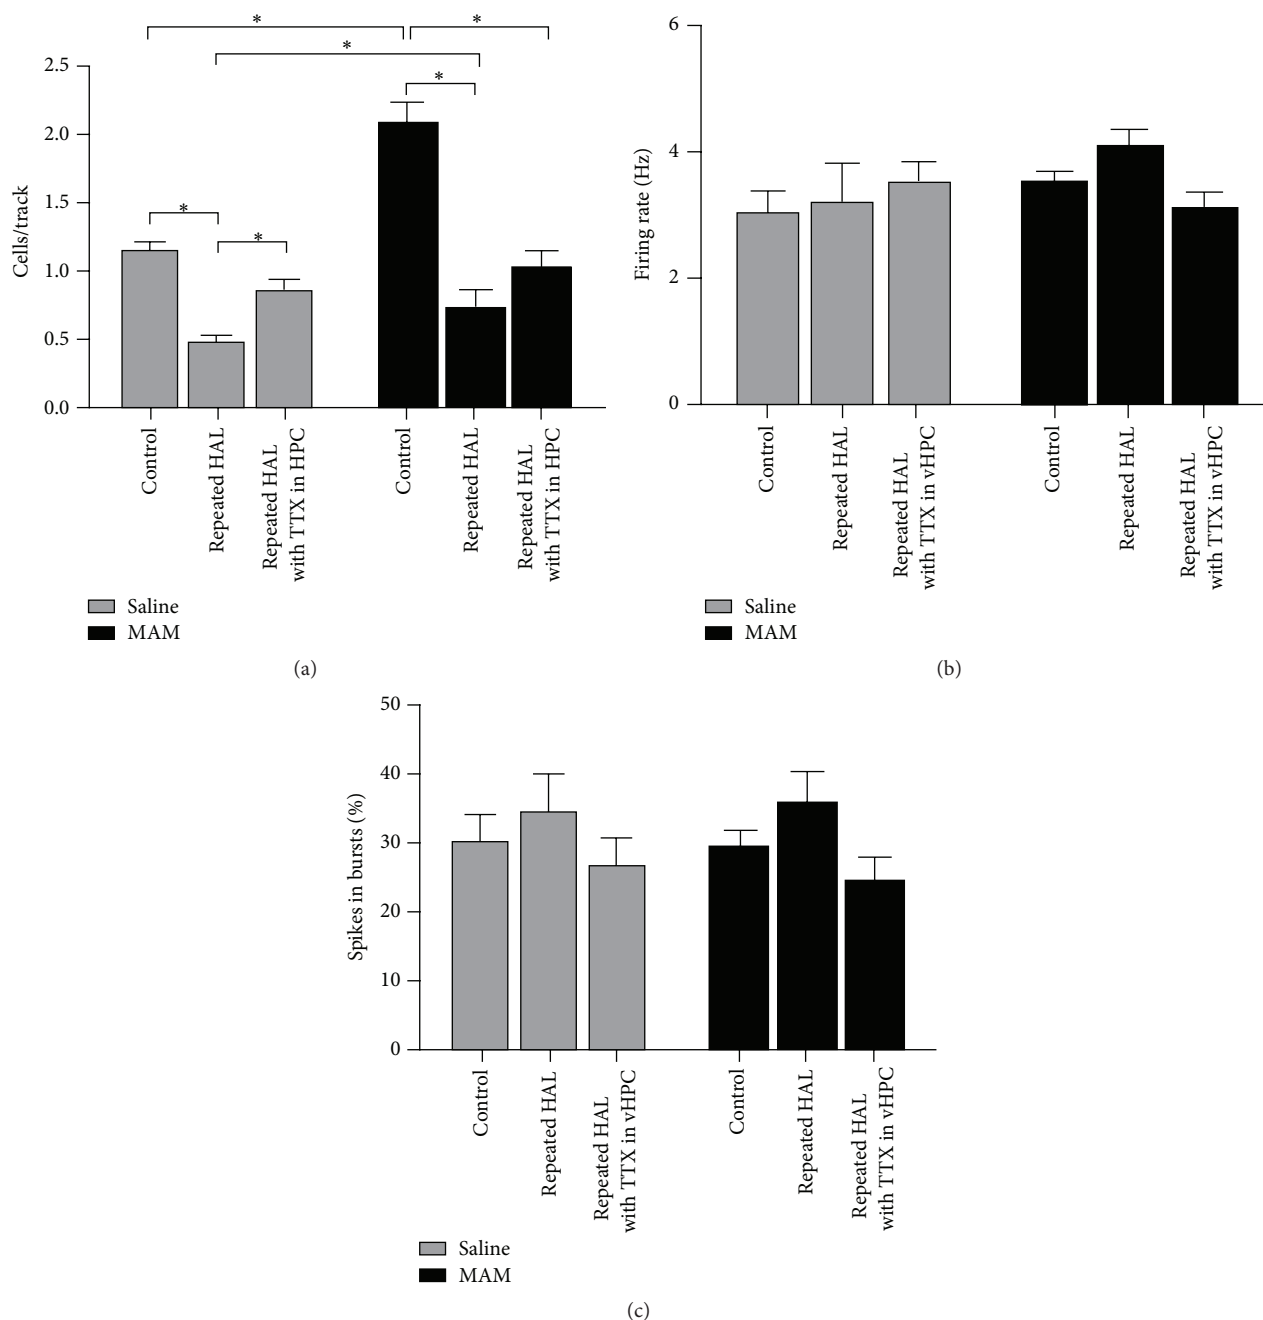 * *
*
2.5
*
2.0
1.5
*
*
1.0
0.5
0.0
Cells/track
Control
Repeated HAL
Repeated HAL
with TTX in HPC
Control
Repeated HAL
Repeated HAL
with TTX in HPC
Saline
MAM
(a)
6
4
2
0
Firing rate (Hz)
Control
Repeated HAL
Repeated HAL
with TTX in vHPC
Control
Repeated HAL
Repeated HAL
with TTX in vHPC
Saline
MAM
(b)
50
40
30
20
10
0
Spikes in bursts (%)
Control
Repeated HAL
Repeated HAL
with TTX in vHPC
Control
Repeated HAL
Repeated HAL
with TTX in vHPC
Saline
MAM
(c)